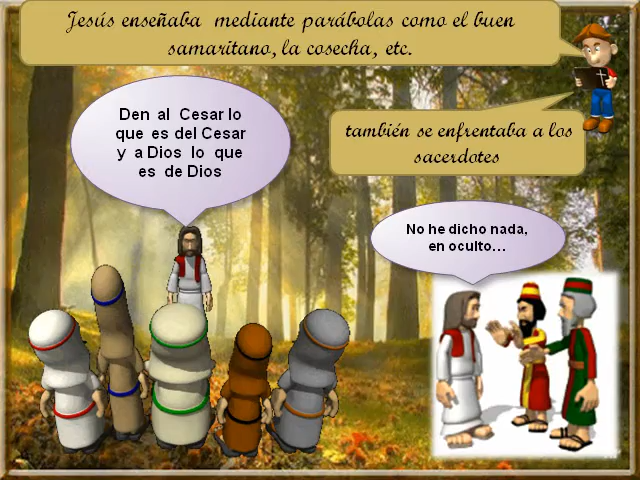 Jesús enseñaba mediante parábolas como el buen
samaritano, la cosecha, etc.
Den al Cesar lo
que es del Cesar
y a Dios lo que
es de Dios
también se enfrentaba a los
sacerdotes
No he dicho nada,
en oculto…